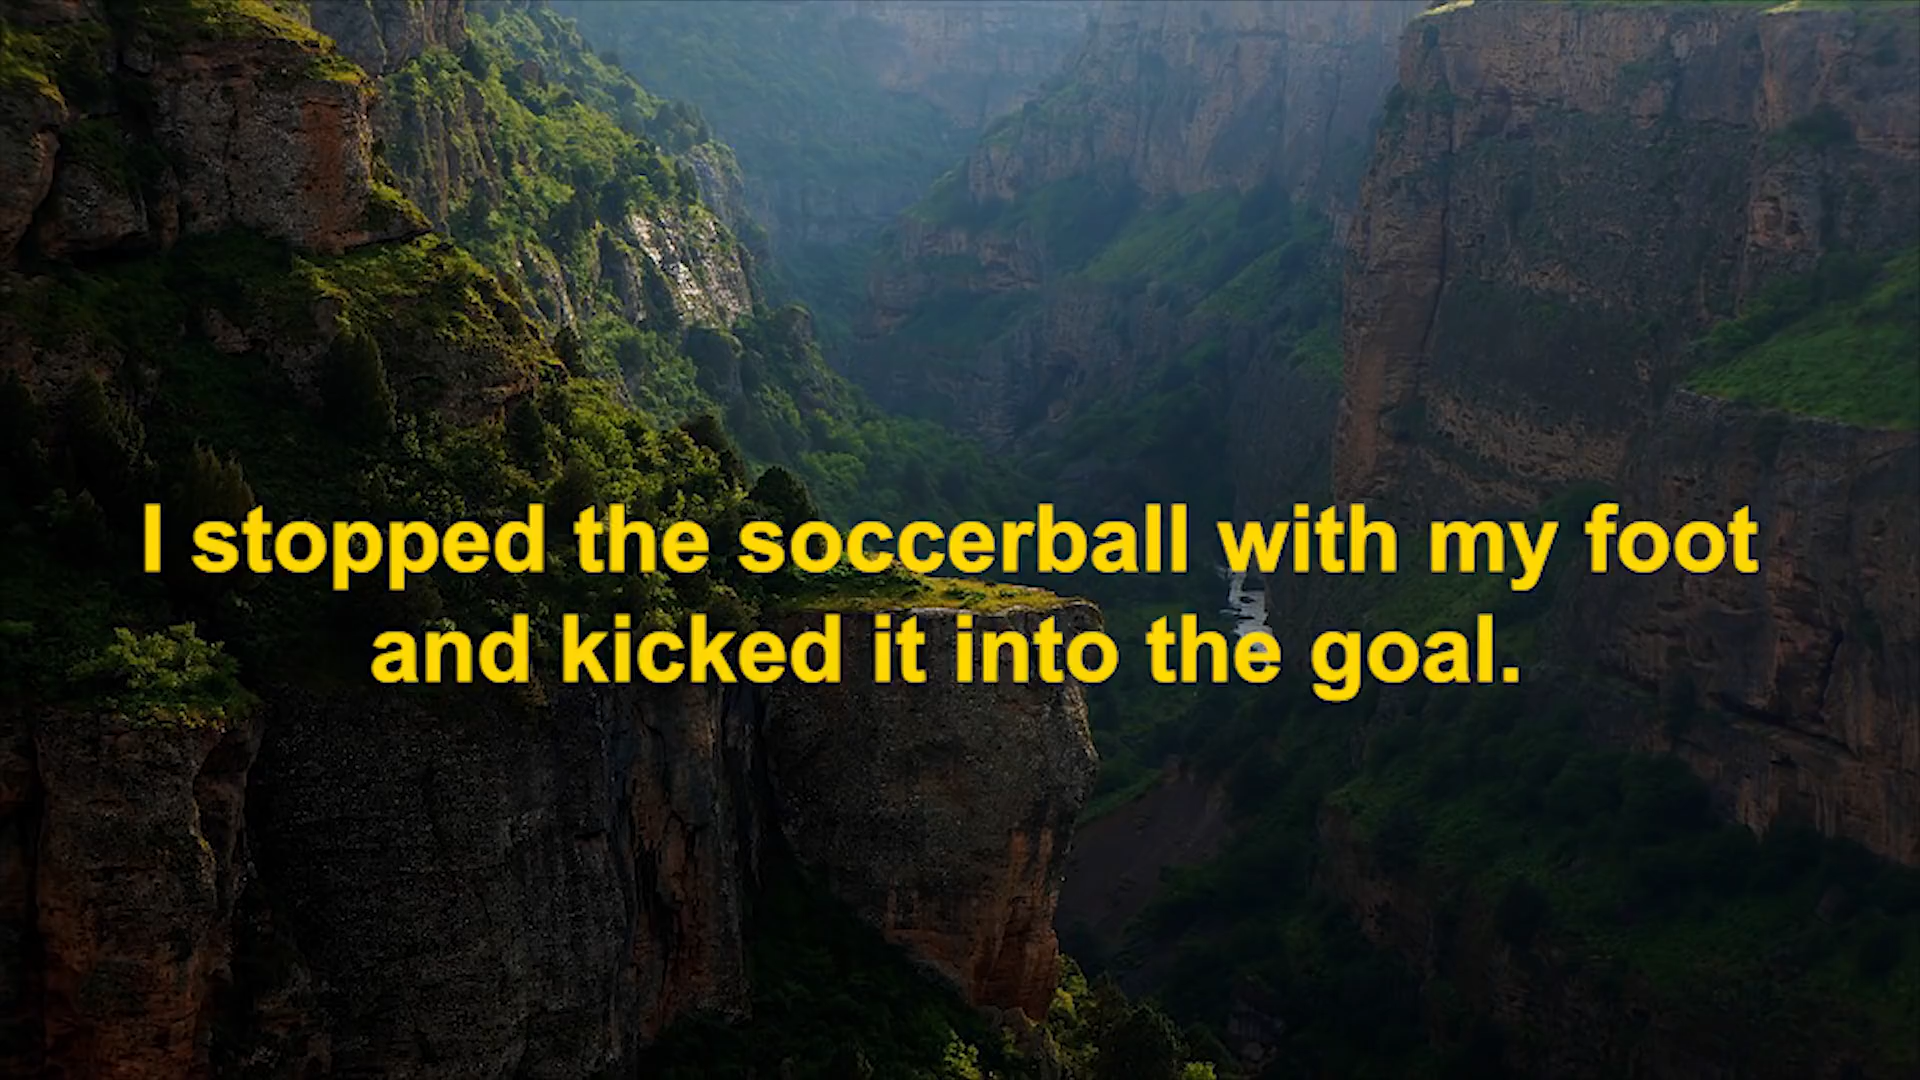 I stopped the soccerball with my foot
and kicked it into the goal.